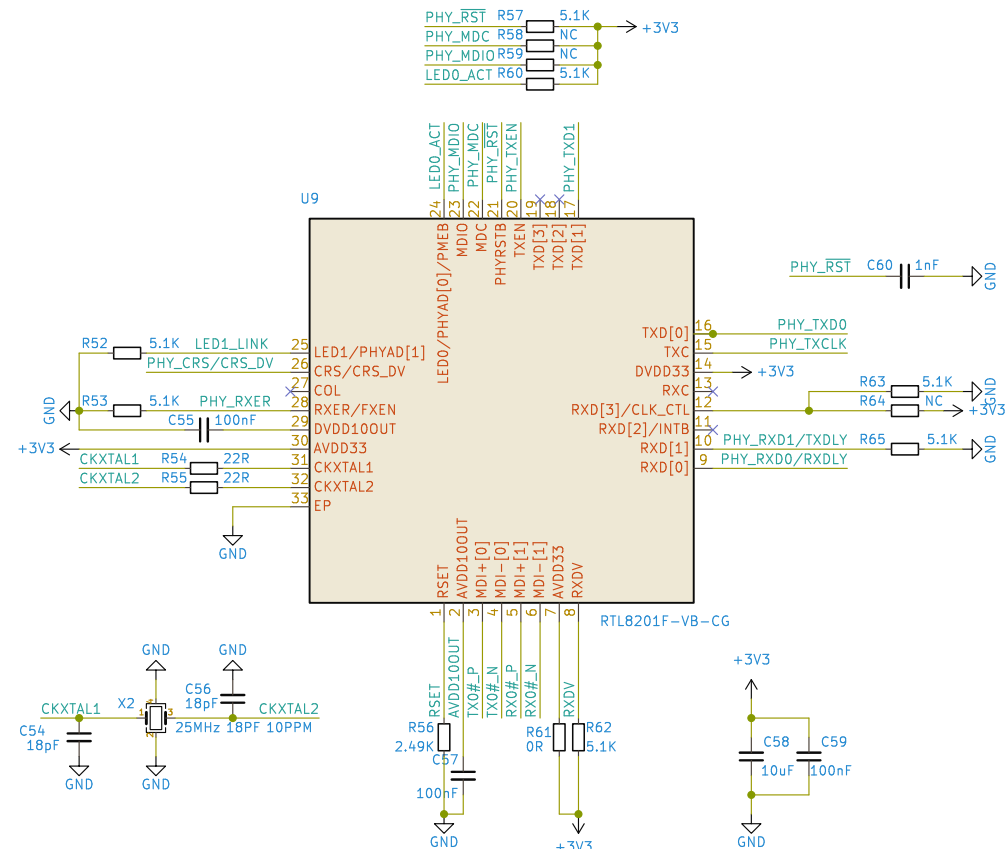 PHY_RST R57 5.1K
+3V3
PHY_MDC R58 NC
PHY_MDIO R59 NC
LED0_ACT R60 5.1K
LED0_ACT
PHY_MDIO
PHY_MDC
PHY_RST
PHY_TXEN
PHY_TXD1
U9
24 23 22 21 20 19 18 17
LED0/PHYAD[0]/PMEB
MDIO
MDC
PHYRSTB
TXEN
TXD[3]
TXD[2]
TXD[1]
PHY_RST C60 1nF GND
TXD[0] 16 PHY_TXD0
TXC 15 PHY_TXCLK
DVDD33 14 +3V3
RXC 13
R63 5.1K GND
RXD[3]/CLK_CTL 12 R64 NC +3V3
RXD[2]/INTB 11
RXD[1] 10 PHY_RXD1/TXDLY R65 5.1K GND
RXD[0] 9 PHY_RXD0/RXDLY
R52 5.1K LED1_LINK 25 LED1/PHYAD[1]
PHY_CRS/CRS_DV 26 CRS/CRS_DV
27 COL
GND R53 5.1K PHY_RXER 28 RXER/FXEN
C55 100nF 29 DVDD10OUT
+3V3 30 AVDD33
CKXTAL1 R54 22R 31 CKXTAL1
CKXTAL2 R55 22R 32 CKXTAL2
33 EP
GND
RSET
AVDD10OUT
MDI+[0]
MDI-[0]
MDI+[1]
MDI-[1]
AVDD33
RXDV
1 2 3 4 5 6 7 8
RTL8201F-VB-CG
RSET
AVDD10OUT
TX0#_P
TX0#_N
RX0#_P
RX0#_N
RXDV
R56
2.49K
C57
100nF
GND
R61
0R
R62
5.1K
+3V3
GND
GND
CKXTAL1
X2
1
2
3
4
C56
18pF
CKXTAL2
25MHz 18PF 10PPM
C54
18pF
GND
GND
+3V3
C58
10uF
C59
100nF
GND